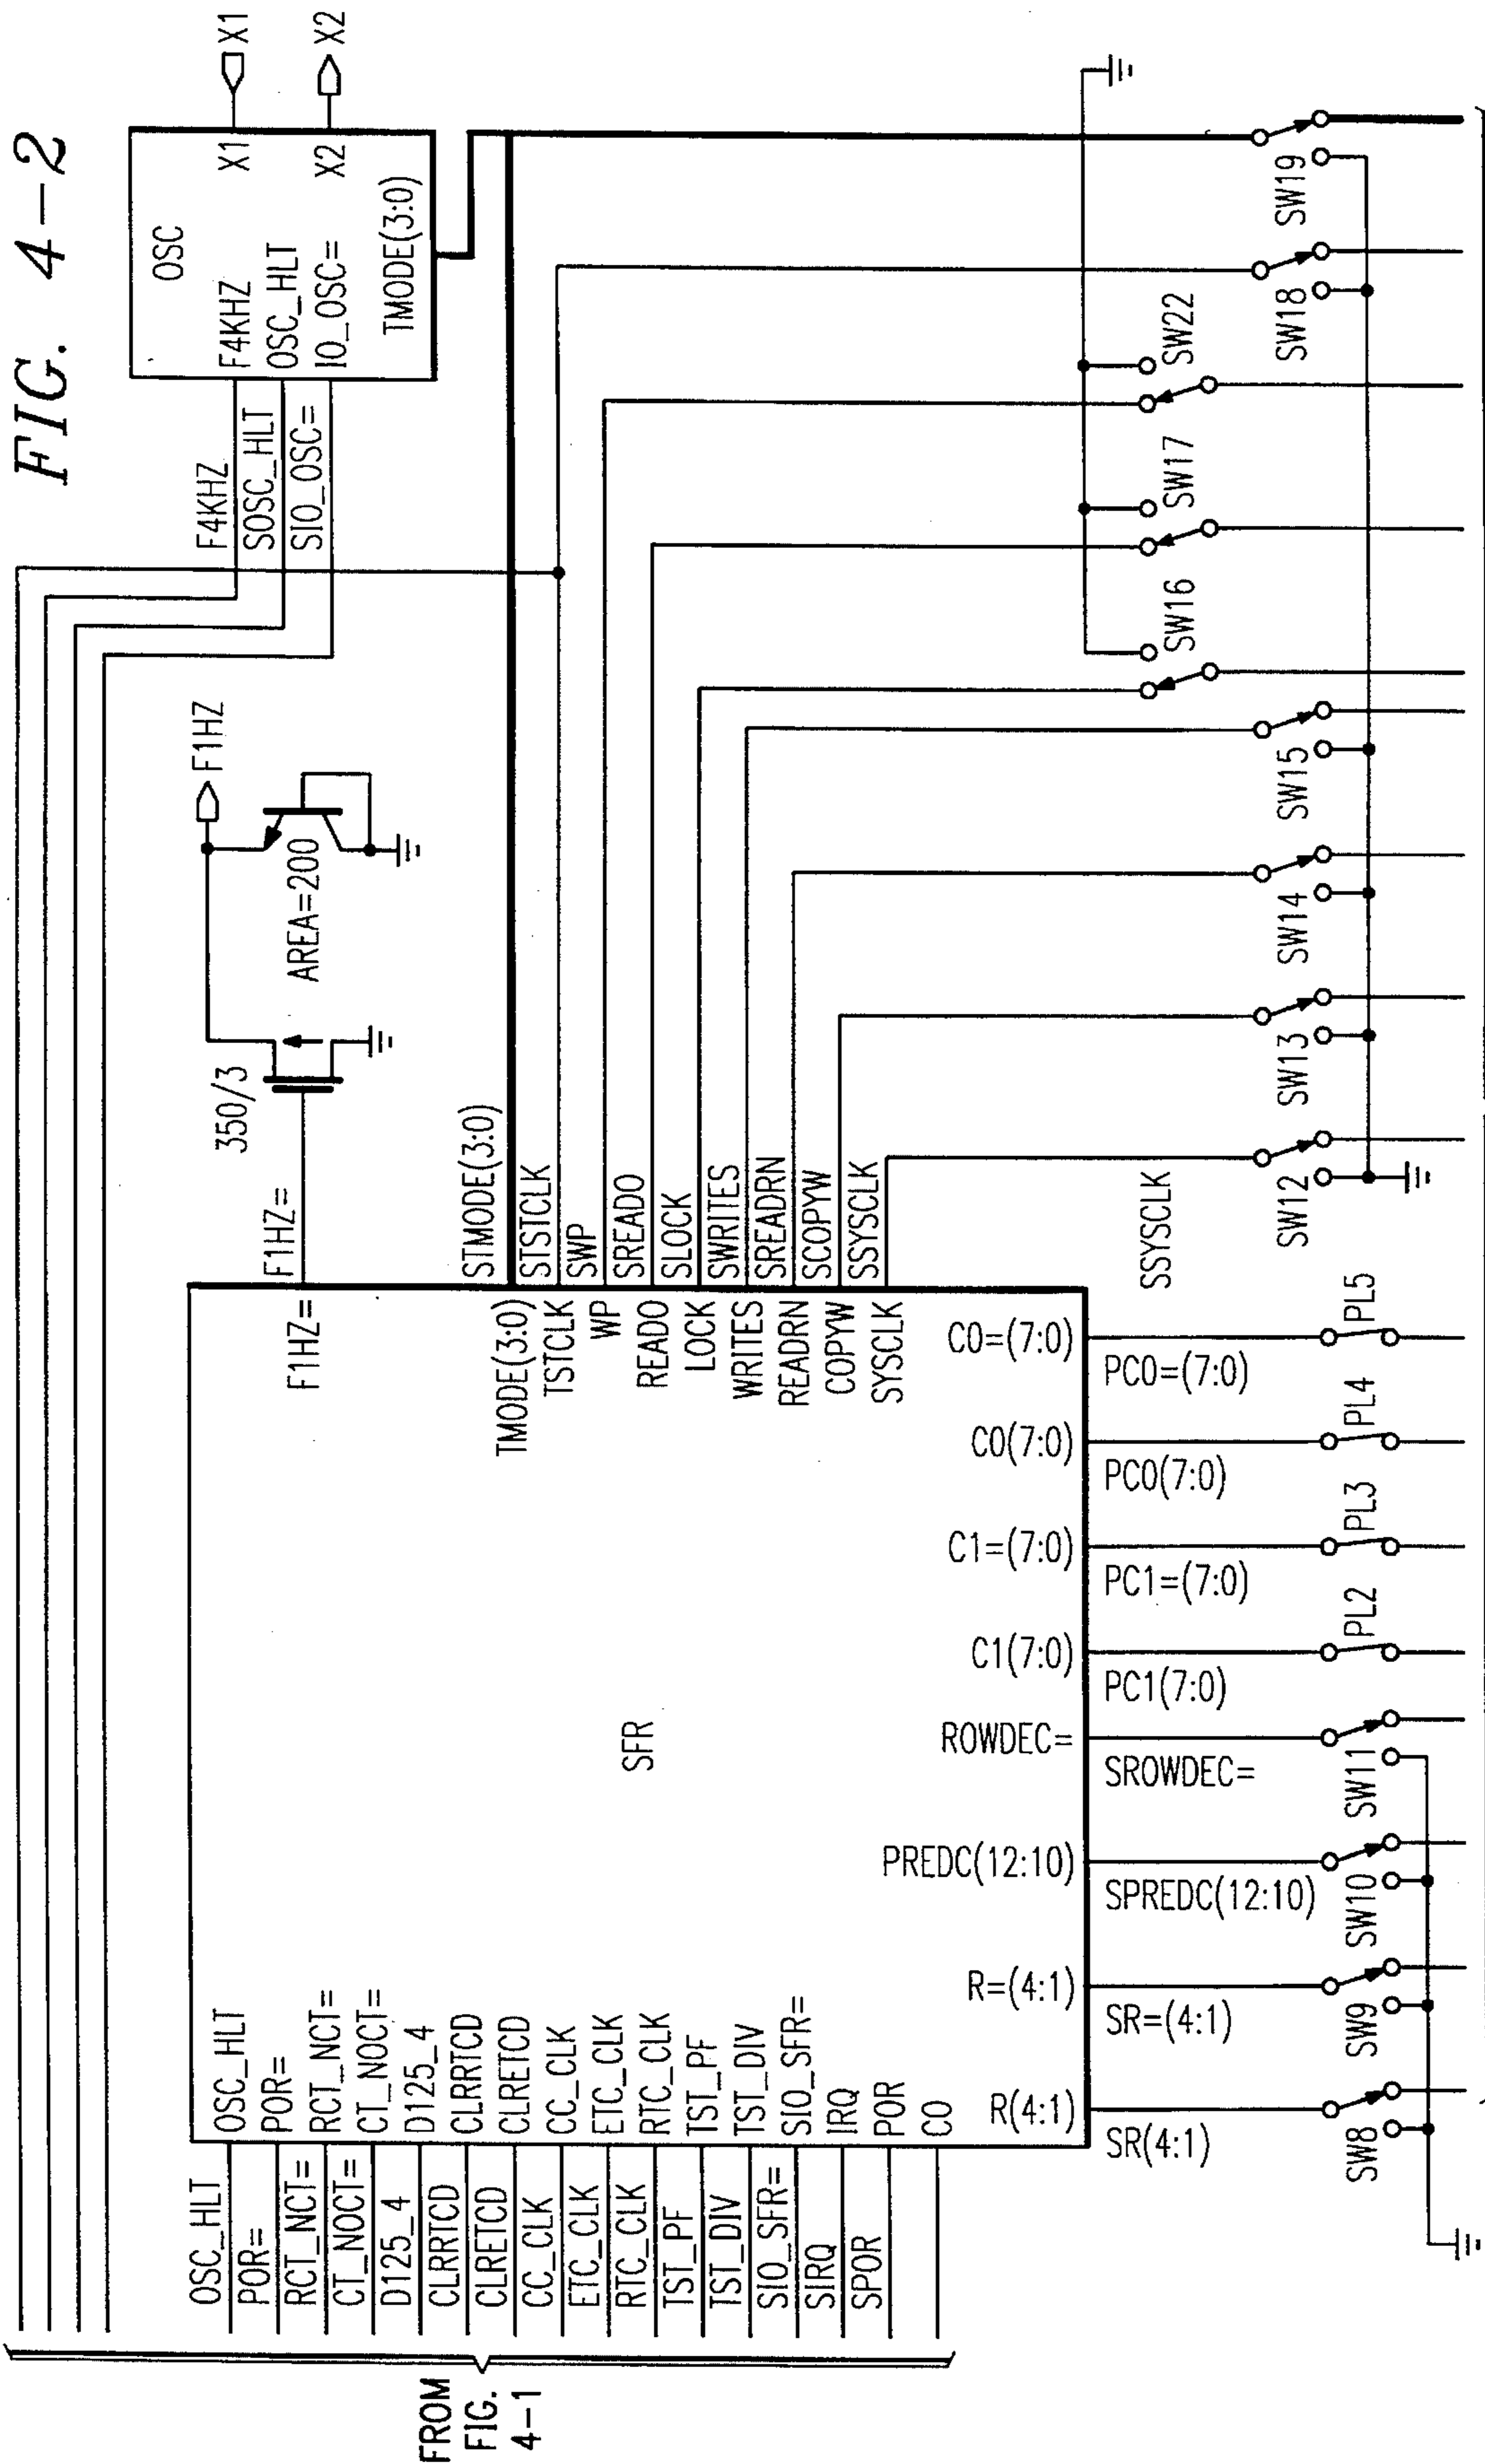 FIG. 4-2
OSC
F4KHZ
OSC_HLT
IO_OSC=
X1
X2
TMODE(3:0)
X1
X2
F4KHZ
SOSC_HLT
SIO_OSC=
F1HZ
350/3
AREA=200
F1HZ=
F1HZ=
STMODE(3:0)
STSTCLK
SWP
SREADO
SLOCK
SWRITES
SREADRN
SCOPYW
SSYSCLK
TMODE(3:0)
TSTCLK
WP
READO
LOCK
WRITES
READRN
COPYW
SYSCLK
SFR
OSC_HLT
POR=
RCT_NCT=
CT_NOCT=
D125_4
CLRRTCD
CLRETCD
CC_CLK
ETC_CLK
RTC_CLK
TST_PF
TST_DIV
SIO_SFR=
IRQ
POR
CO
OSC_HLT
POR=
RCT_NCT=
CT_NOCT=
D125_4
CLRRTCD
CLRETCD
CC_CLK
ETC_CLK
RTC_CLK
TST_PF
TST_DIV
SIO_SFR=
SIRQ
SPOR
FROM
FIG.
4-1
R(4:1)
R=(4:1)
PREDC(12:10)
ROWDEC=
C1(7:0)
C1=(7:0)
C0(7:0)
C0=(7:0)
SR(4:1)
SR=(4:1)
SPREDC(12:10)
SROWDEC=
PC1(7:0)
PC1=(7:0)
PC0(7:0)
PC0=(7:0)
SSYSCLK
SW8
SW9
SW10
SW11
PL2
PL3
PL4
PL5
SW12
SW13
SW14
SW15
SW16
SW17
SW22
SW18
SW19